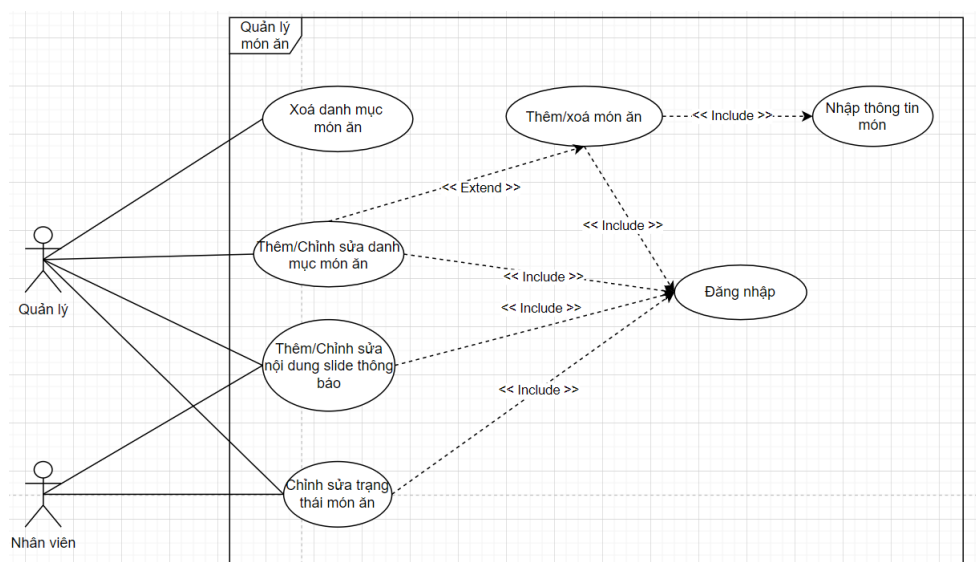 Quản lý
món ăn
Xoá danh mục
món ăn
Thêm/xoá món ăn
<< Include >>
Nhập thông tin
món
<< Extend >>
<< Include >>
Thêm/Chỉnh sửa danh
mục món ăn
<< Include >>
Đăng nhập
Quản lý
<< Include >>
Thêm/Chỉnh sửa
nội dung slide thông
báo
<< Include >>
Chỉnh sửa trạng
thái món ăn
Nhân viên